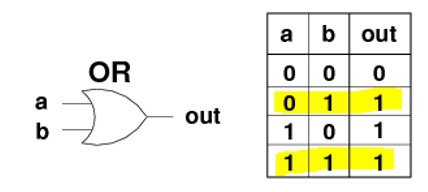 OR
a
b
out
a b out
0 0 0
0 1 1
1 0 1
1 1 1